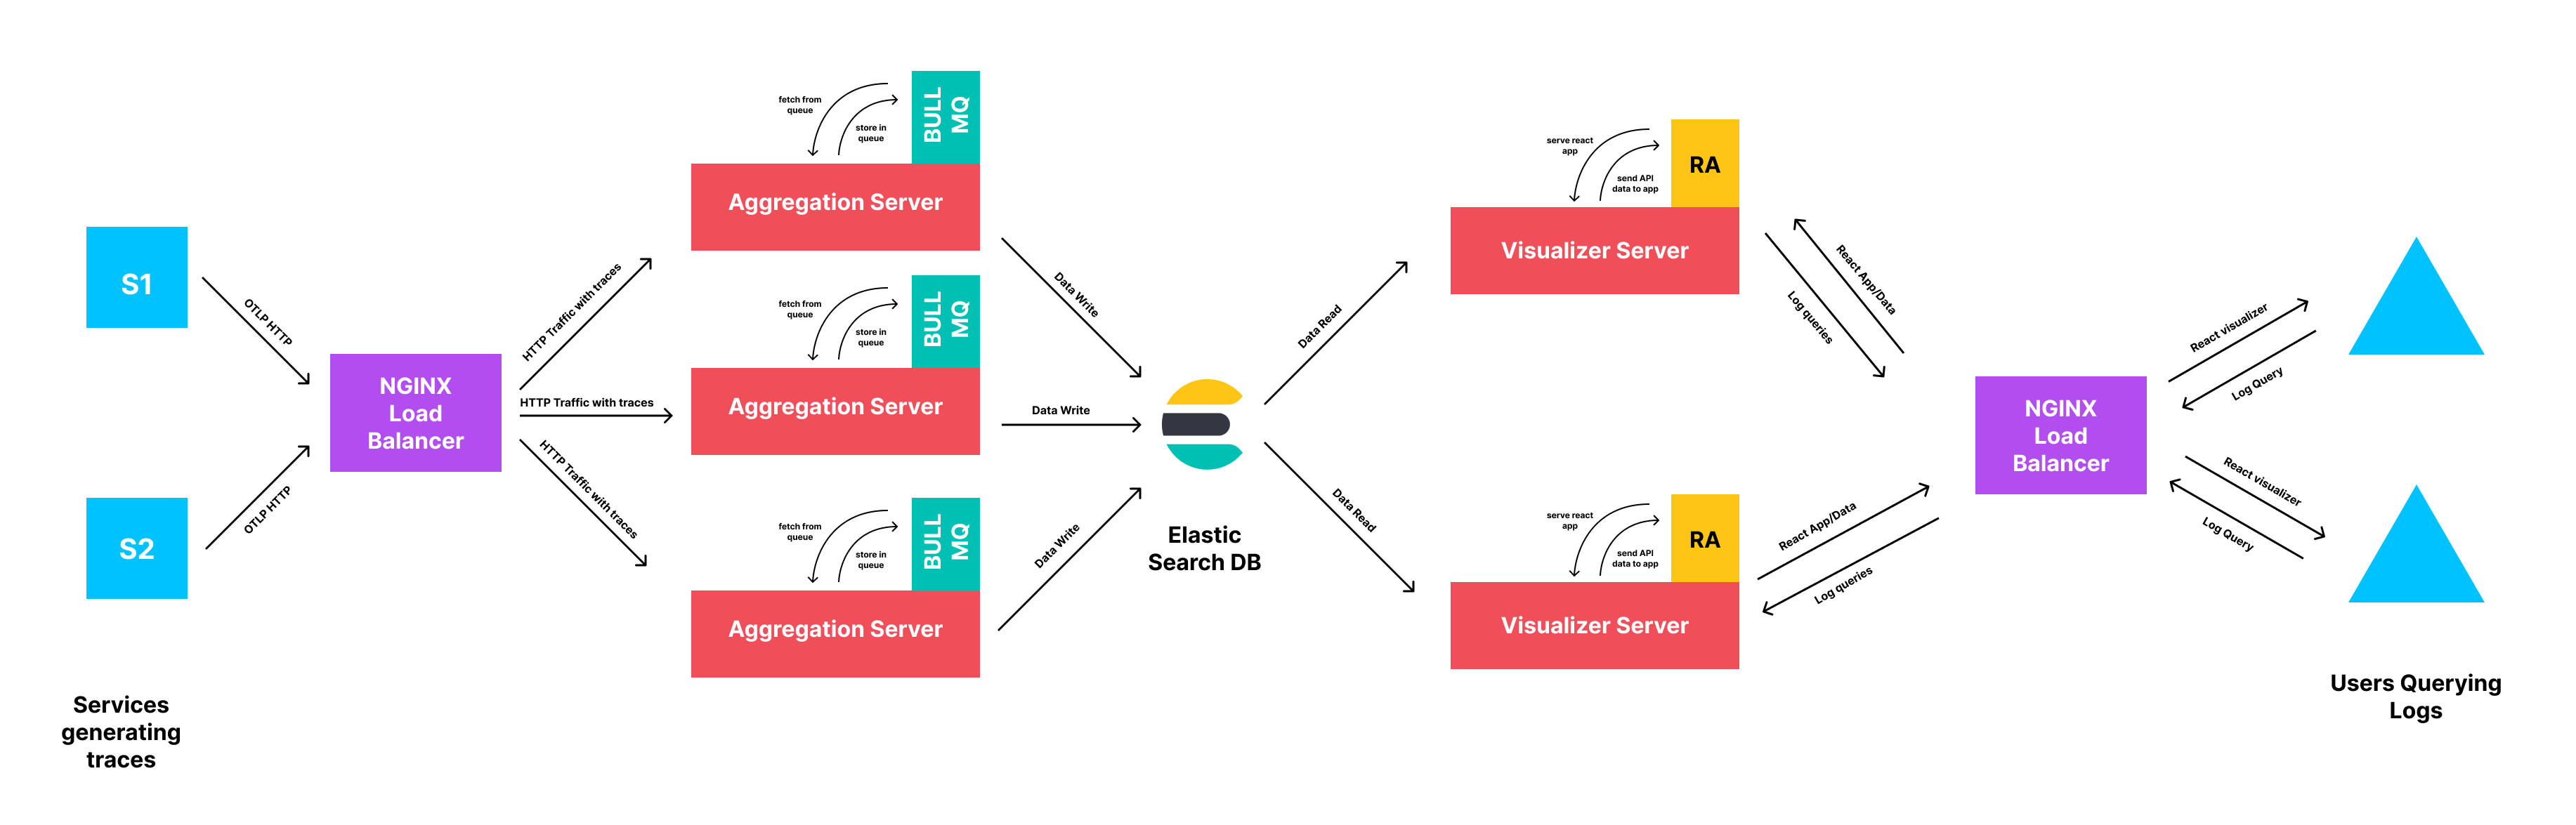 S1
S2
Services
generating
traces
OTLP HTTP
OTLP HTTP
NGINX
Load
Balancer
HTTP Traffic with traces
HTTP Traffic with traces
HTTP Traffic with traces
fetch from
queue
store in
queue
BULL
MQ
Aggregation Server
fetch from
queue
store in
queue
BULL
MQ
Aggregation Server
fetch from
queue
store in
queue
BULL
MQ
Aggregation Server
Data Write
Data Write
Data Write
Elastic
Search DB
Data Read
Data Read
serve react
app
send API
data to app
RA
Visualizer Server
serve react
app
send API
data to app
RA
Visualizer Server
React App/Data
Log queries
React App/Data
Log queries
NGINX
Load
Balancer
React visualizer
Log Query
React visualizer
Log Query
Users Querying
Logs